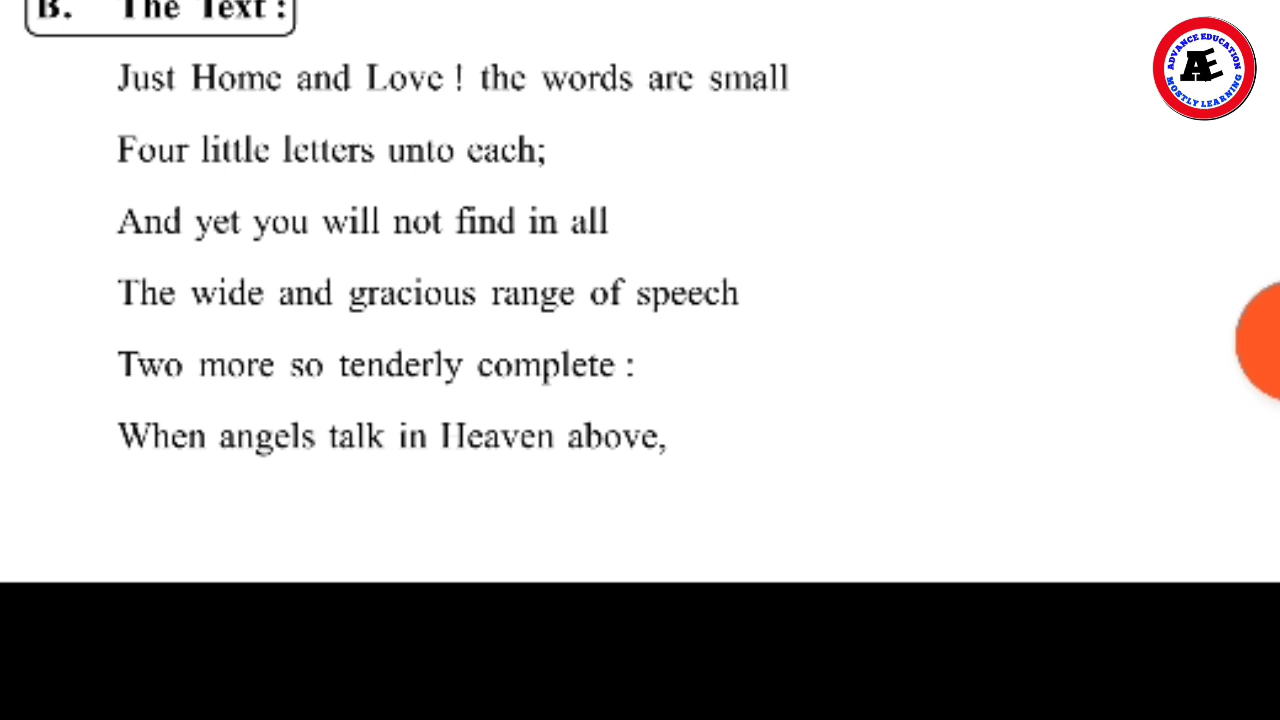 B. The Text :
Just Home and Love ! the words are small
Four little letters unto each;
And yet you will not find in all
The wide and gracious range of speech
Two more so tenderly complete :
When angels talk in Heaven above,
ADVANCE EDUCATION
AE
MOSTLY LEARNING